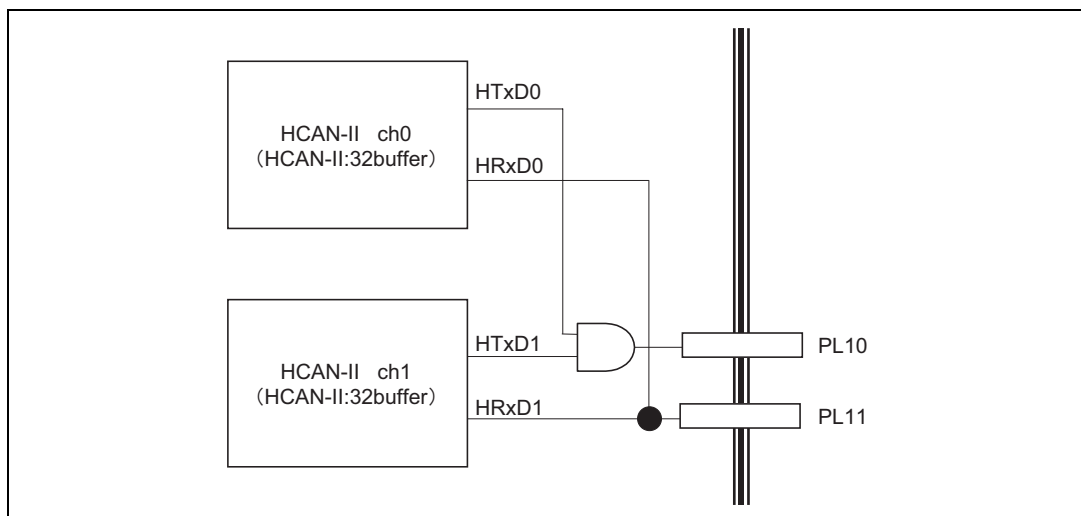 HTxD0
HCAN-II ch0
（HCAN-II:32buffer）
HRxD0
HTxD1
PL10
HCAN-II ch1
（HCAN-II:32buffer）
HRxD1
PL11